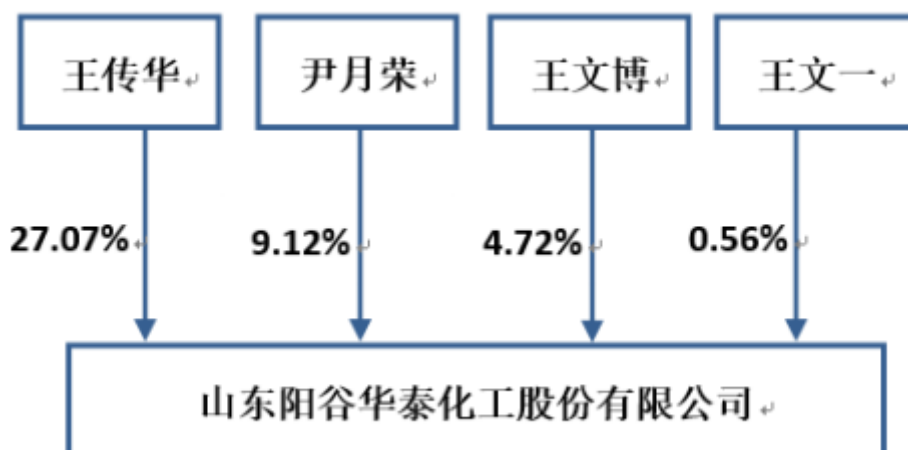 王传华
尹月荣
王文博
王文一
27.07%
9.12%
4.72%
0.56%
山东阳谷华泰化工股份有限公司